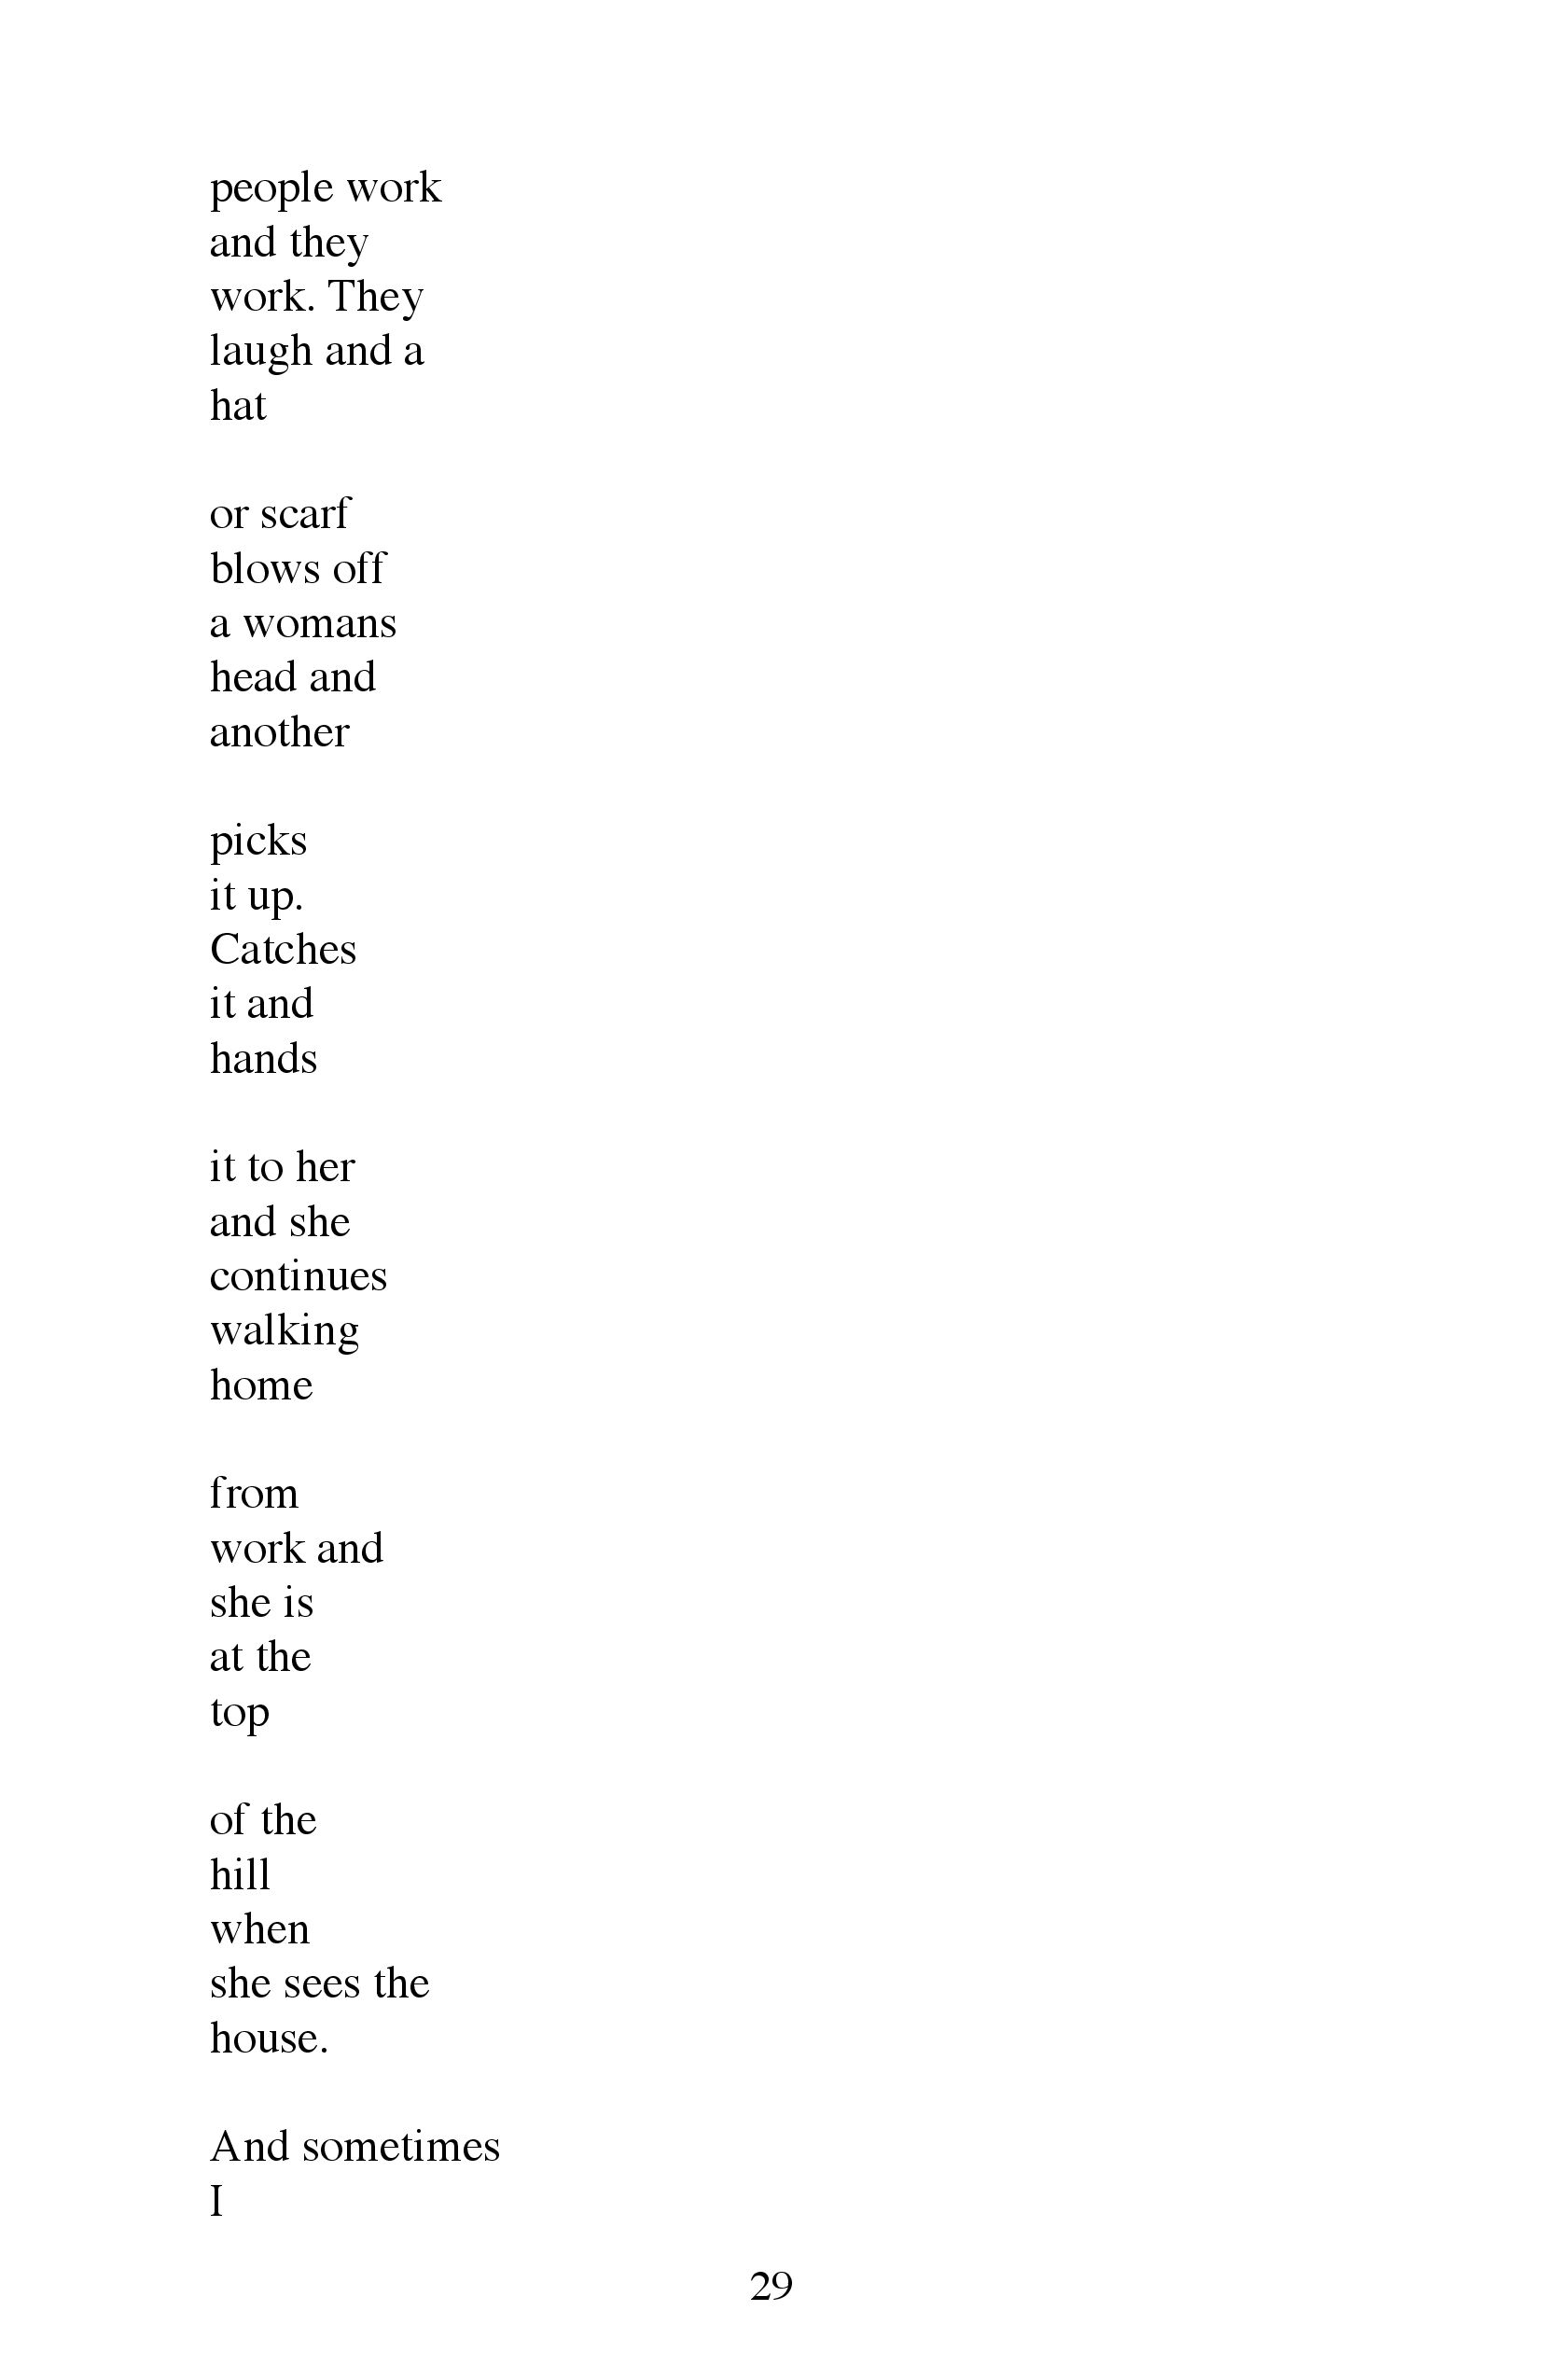 people work
and they
work. They
laugh and a
hat

or scarf
blows off
a womans
head and
another

picks
it up.
Catches
it and
hands

it to her
and she
continues
walking
home

from
work and
she is
at the
top

of the
hill
when
she sees the
house.

And sometimes
I

29